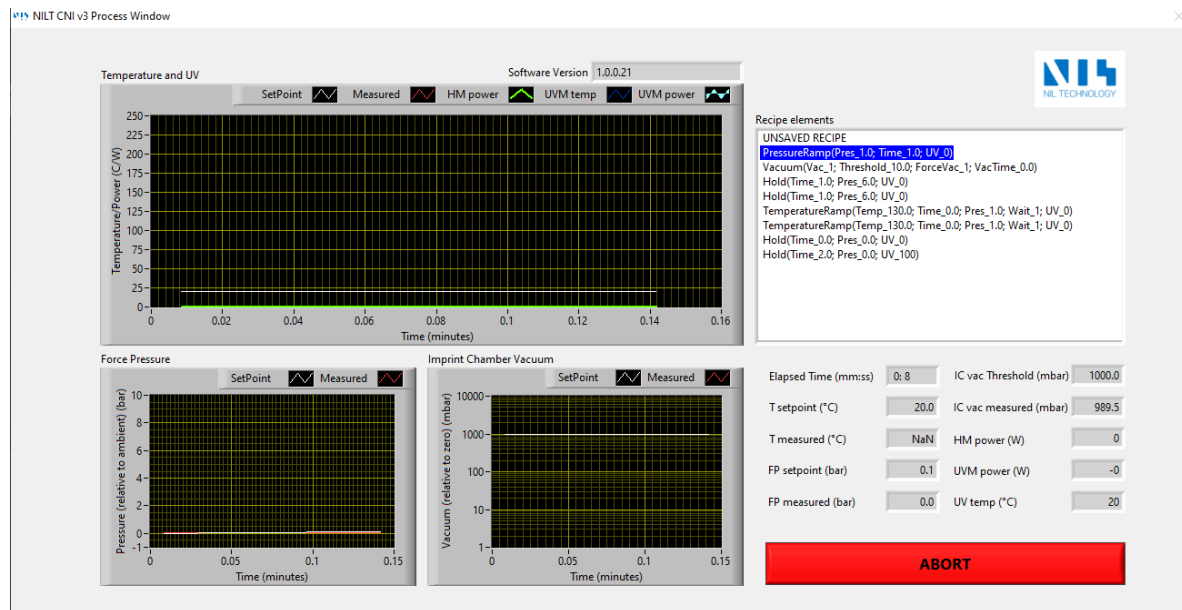 NILT CNI v3 Process Window
NIL TECHNOLOGY
Temperature and UV
Software Version 1.0.0.21
SetPoint Measured HM power UVM temp UVM power
Temperature/Power (C/W)
250
225
200
175
150
125
100
75
50
25
0
0 0.02 0.04 0.06 0.08 0.1 0.12 0.14 0.16
Time (minutes)
Recipe elements
UNSAVED RECIPE
PressureRamp(Pres_1.0; Time_1.0; UV_0)
Vacuum(Vac_1; Threshold_10.0; ForceVac_1; VacTime_0.0)
Hold(Time_1.0; Pres_6.0; UV_0)
Hold(Time_1.0; Pres_6.0; UV_0)
TemperatureRamp(Temp_130.0; Time_0.0; Pres_1.0; Wait_1; UV_0)
TemperatureRamp(Temp_130.0; Time_0.0; Pres_1.0; Wait_1; UV_0)
Hold(Time_0.0; Pres_0.0; UV_0)
Hold(Time_2.0; Pres_0.0; UV_100)
Force Pressure
SetPoint Measured
Pressure (relative to ambient) (bar)
10
8
6
4
2
0
-1
0 0.05 0.1 0.15
Time (minutes)
Imprint Chamber Vacuum
SetPoint Measured
Vacuum (relative to zero) (mbar)
10000
1000
100
10
1
0 0.05 0.1 0.15
Time (minutes)
Elapsed Time (mm:ss) 0: 8 IC vac Threshold (mbar) 1000.0
T setpoint (°C) 20.0 IC vac measured (mbar) 989.5
T measured (°C) NaN HM power (W) 0
FP setpoint (bar) 0.1 UVM power (W) -0
FP measured (bar) 0.0 UV temp (°C) 20
ABORT